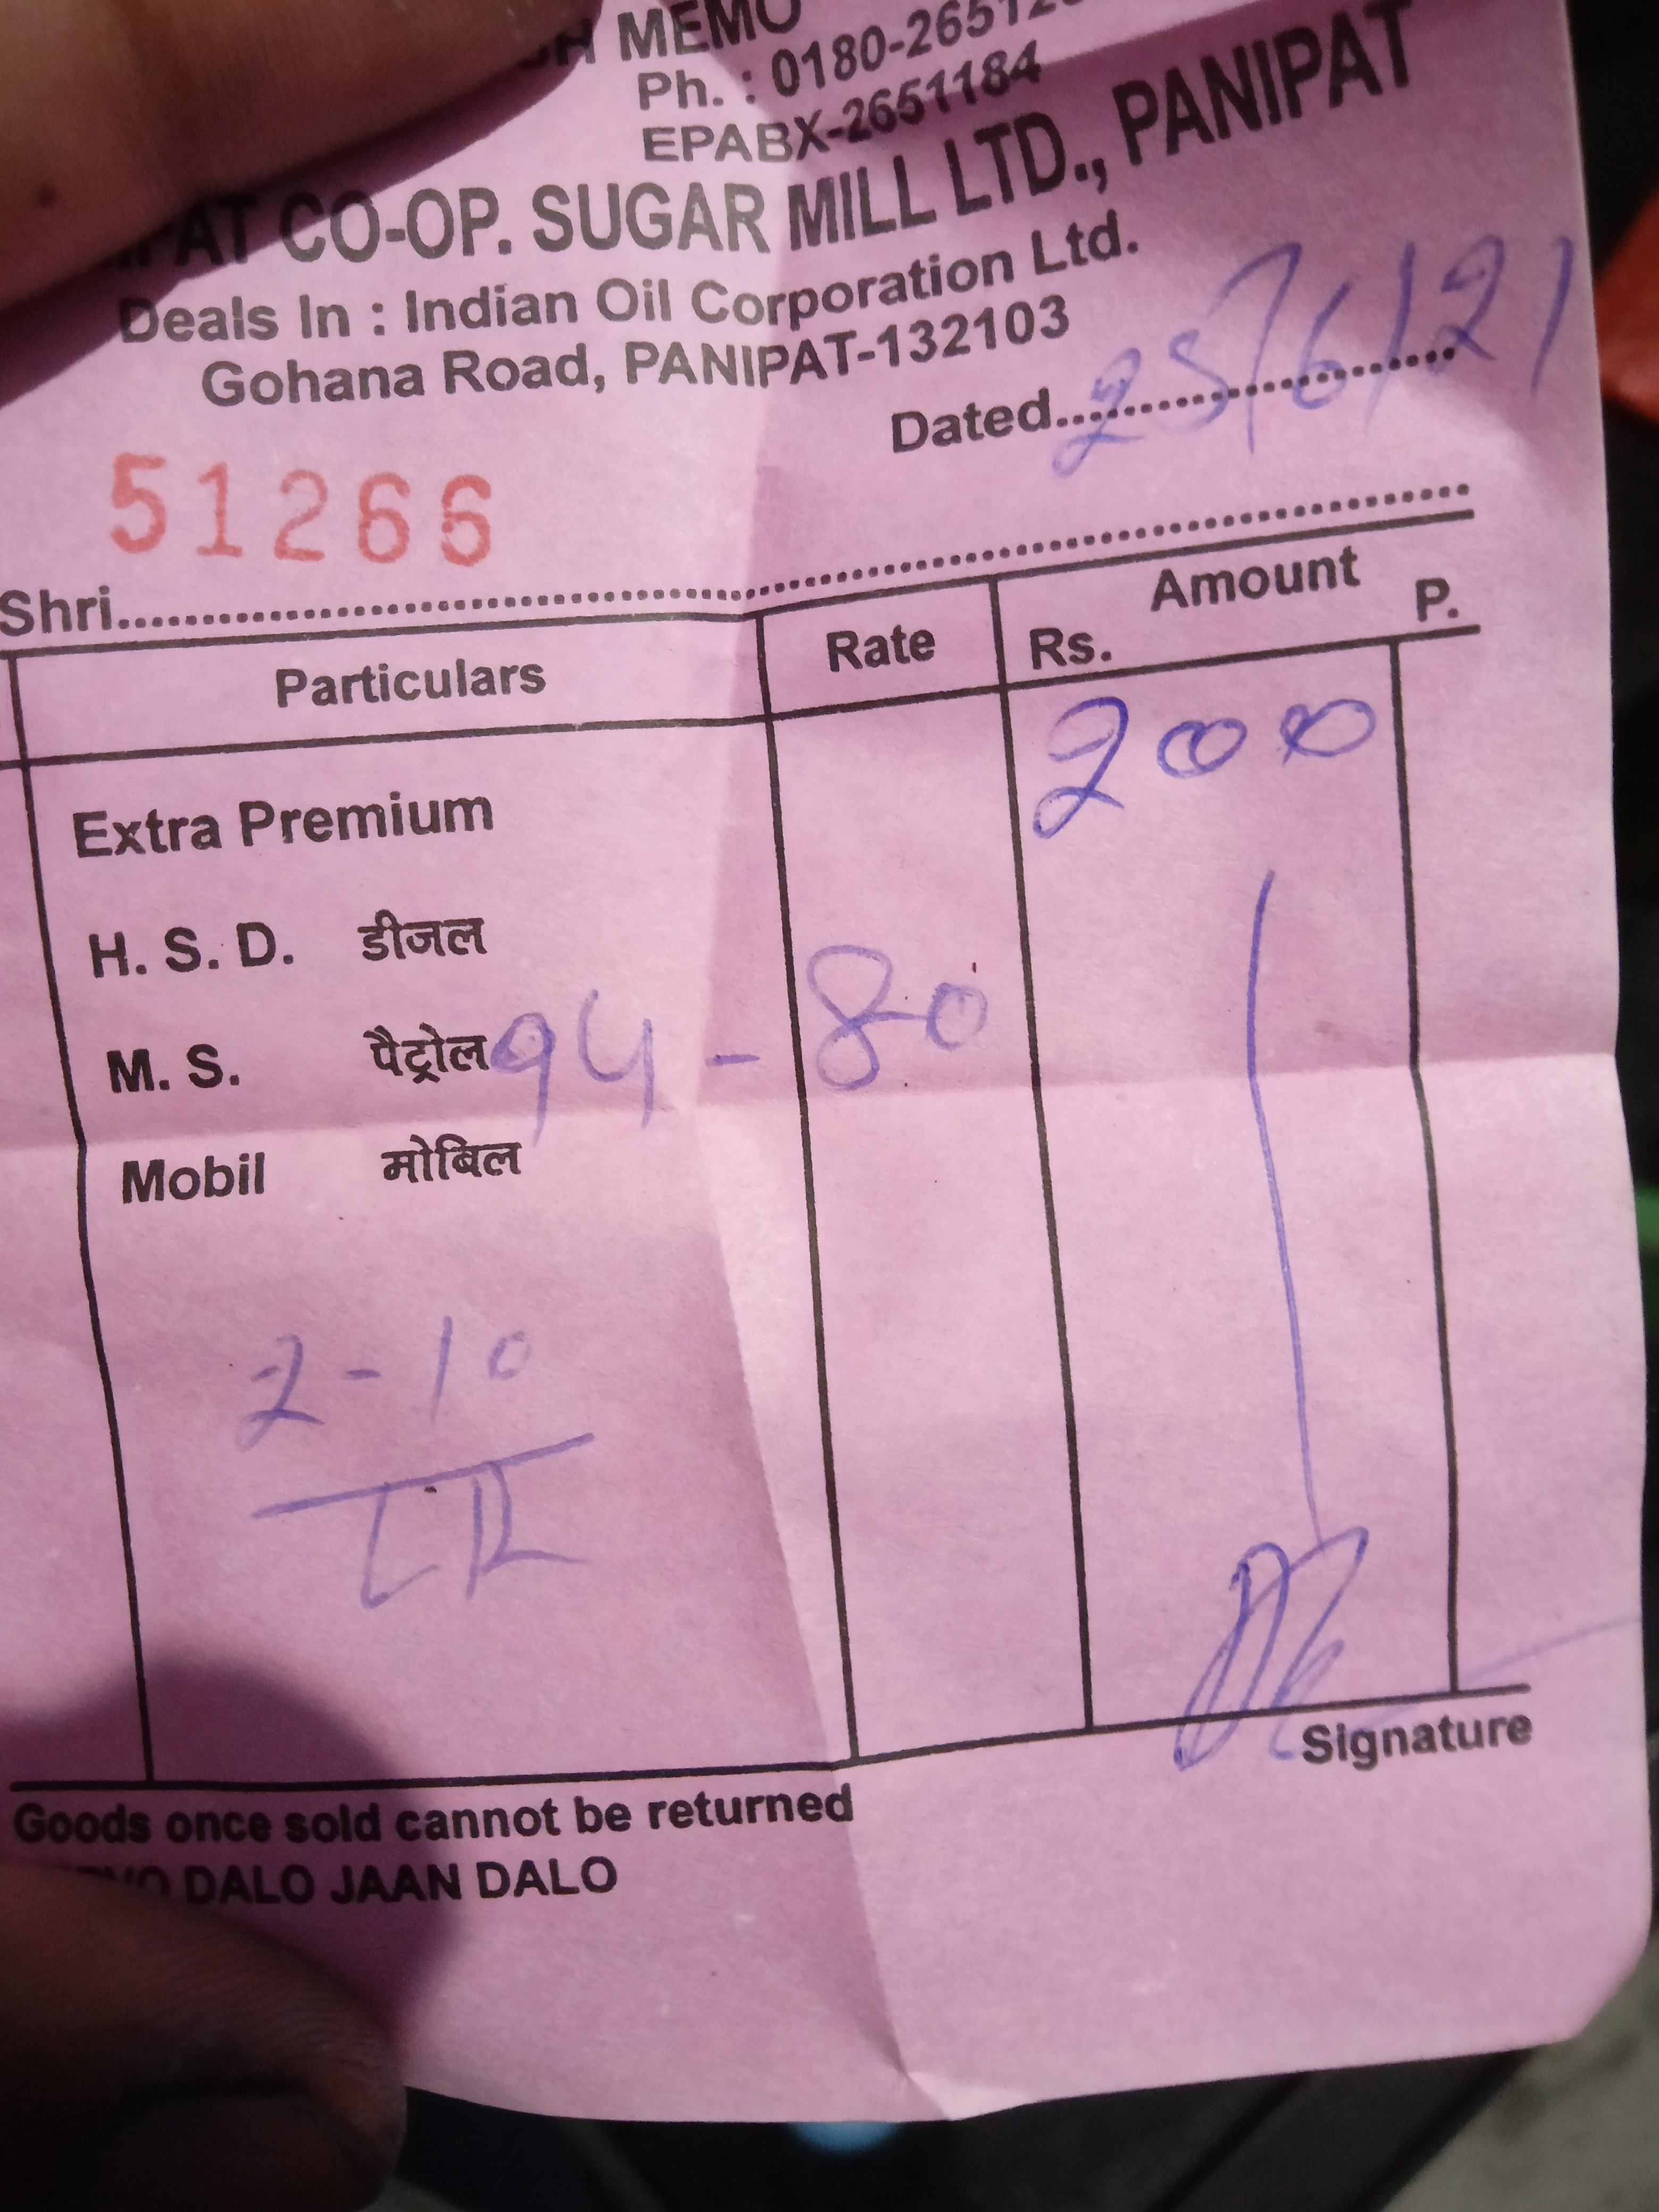 MEMO
Ph. : 0180-2651
EPABX-2651184
PAT CO-OP. SUGAR MILL LTD., PANIPAT
Deals In : Indian Oil Corporation Ltd.
Gohana Road, PANIPAT-132103
Dated 25/6/21
51266
Shri
Particulars Rate Amount Rs. P.
Extra Premium 200
H. S. D. डीजल
M. S. पैट्रोल 94-80
Mobil मोबिल
2-10
LTR
Signature
Goods once sold cannot be returned
DALO JAAN DALO